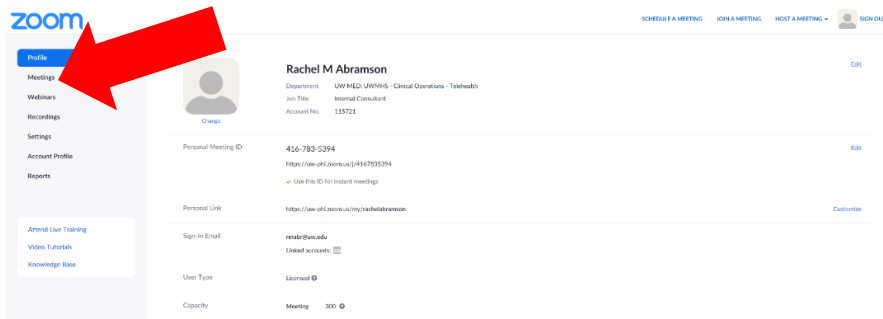 zoom
SCHEDULE A MEETING JOIN A MEETING HOST A MEETING SIGN OU
Profile
Meetings
Webinars
Recordings
Settings
Account Profile
Reports
Attend Live Training
Video Tutorials
Knowledge Base
Change
Rachel M Abramson Edit
Department UW MED: UWMHS - Clinical Operations - Telehealth
Job Title Internal Consultant
Account No. 115721
Personal Meeting ID 416-783-5394 Edit
https://uw-phi.zoom.us/j/4167835394
✓ Use this ID for instant meetings
Personal Link https://uw-phi.zoom.us/my/rachelabramson Customize
Sign-In Email
Linked accounts:
User Type Licensed
Capacity Meeting 300